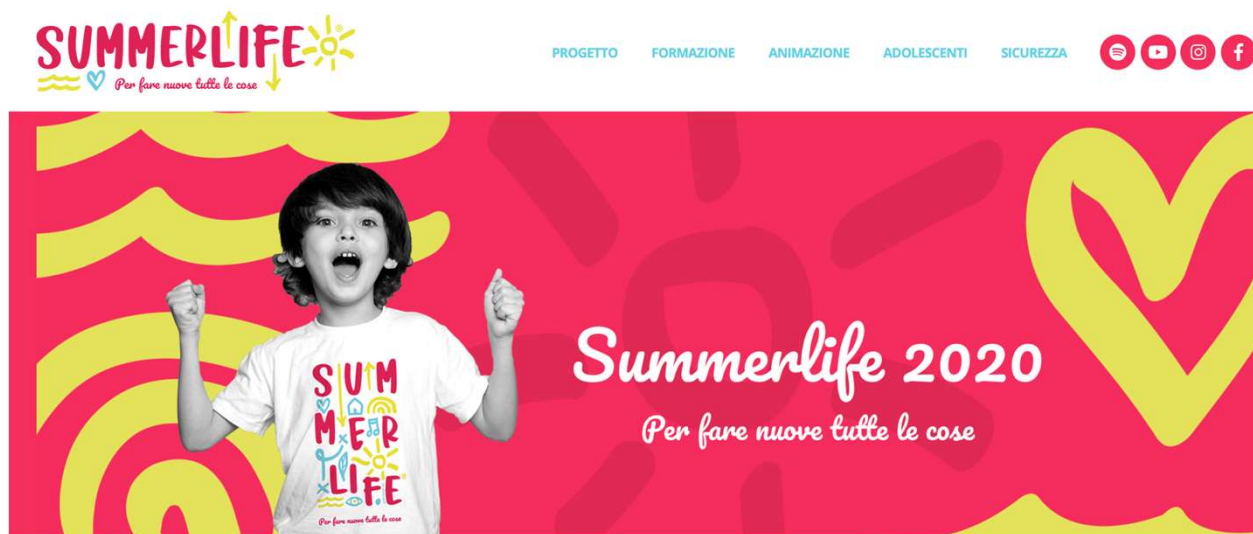 SUMMERLIFE
Per fare nuove tutte le cose
PROGETTO FORMAZIONE ANIMAZIONE ADOLESCENTI SICUREZZA
Summerlife 2020
Per fare nuove tutte le cose
SUM
MER
LIFE
Per fare nuove tutte le cose